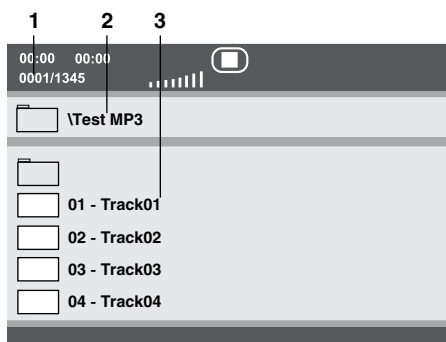 1 2 3
00:00 00:00
0001/1345
\Test MP3
01 - Track01
02 - Track02
03 - Track03
04 - Track04